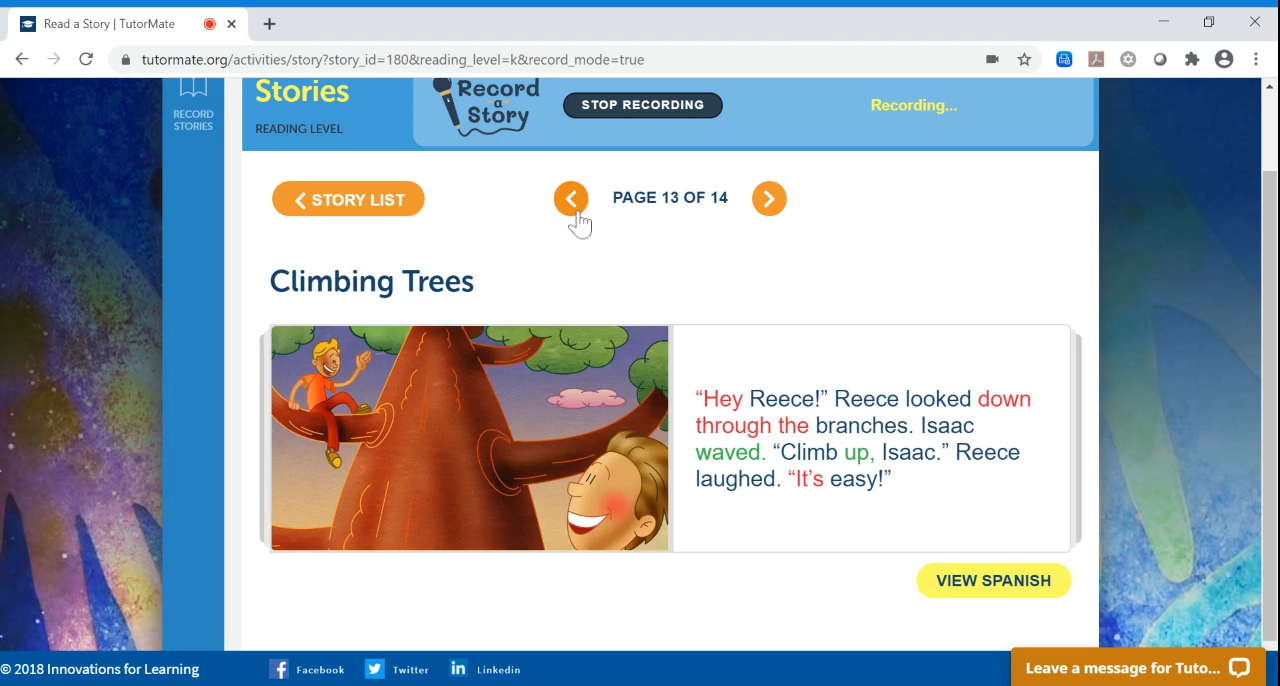 Read a Story | TutorMate
tutormate.org/activities/story?story_id=180&reading_level=k&record_mode=true
RECORD
STORIES
Stories
READING LEVEL
Record
a
Story
STOP RECORDING
Recording...
STORY LIST
PAGE 13 OF 14
Climbing Trees
“Hey Reece!” Reece looked down
through the branches. Isaac
waved. “Climb up, Isaac.” Reece
laughed. “It’s easy!”
VIEW SPANISH
© 2018 Innovations for Learning
Facebook
Twitter
Linkedin
Leave a message for Tuto...